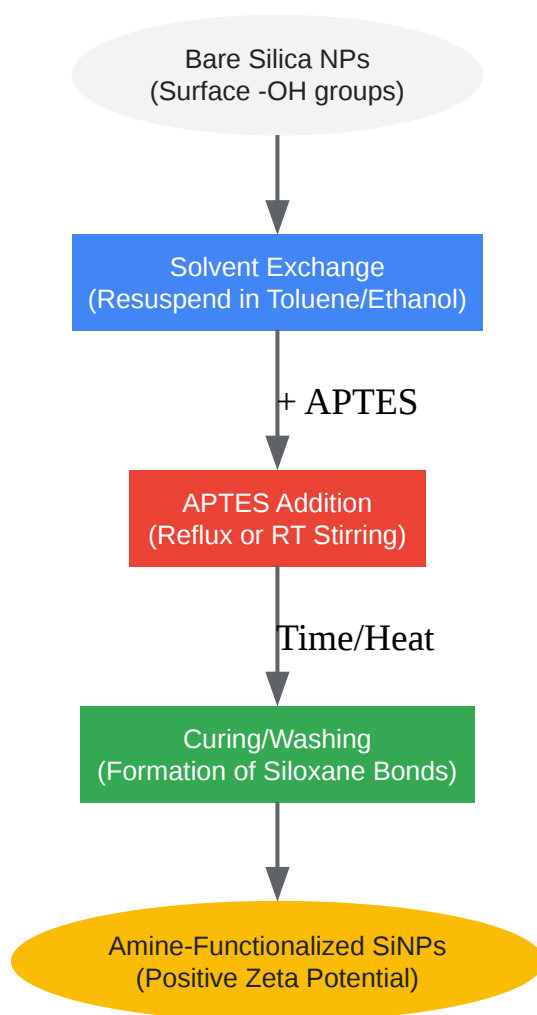 Bare Silica NPs
(Surface -OH groups)
Solvent Exchange
(Resuspend in Toluene/Ethanol)
+ APTES
APTES Addition
(Reflux or RT Stirring)
Time/Heat
Curing/Washing
(Formation of Siloxane Bonds)
Amine-Functionalized SiNPs
(Positive Zeta Potential)